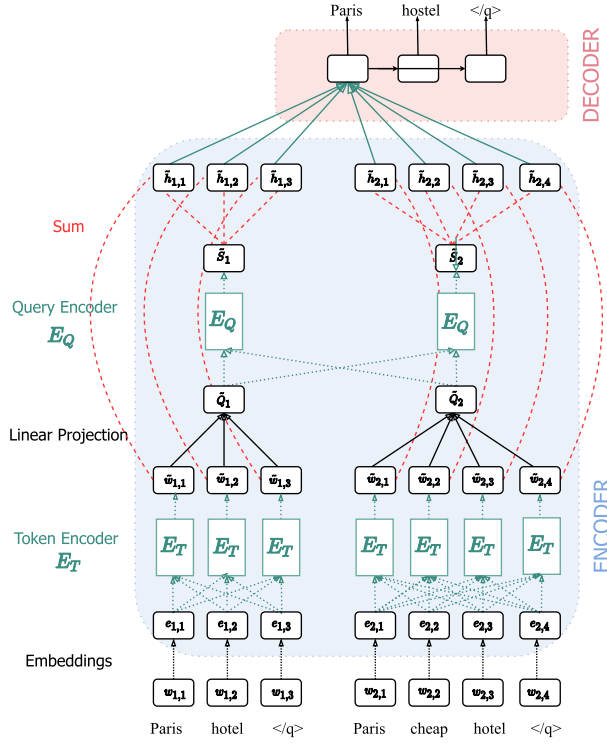 Paris hostel </q>
DECODER
h̃1,1 h̃1,2 h̃1,3 h̃2,1 h̃2,2 h̃2,3 h̃2,4
Sum
S̃1 S̃2
Query Encoder
EQ
EQ EQ
Q̃1 Q̃2
Linear Projection
w̃1,1 w̃1,2 w̃1,3 w̃2,1 w̃2,2 w̃2,3 w̃2,4
ENCODER
Token Encoder
ET
ET ET ET ET ET ET ET
e1,1 e1,2 e1,3 e2,1 e2,2 e2,3 e2,4
Embeddings
w1,1 w1,2 w1,3 w2,1 w2,2 w2,3 w2,4
Paris hotel </q> Paris cheap hotel </q>